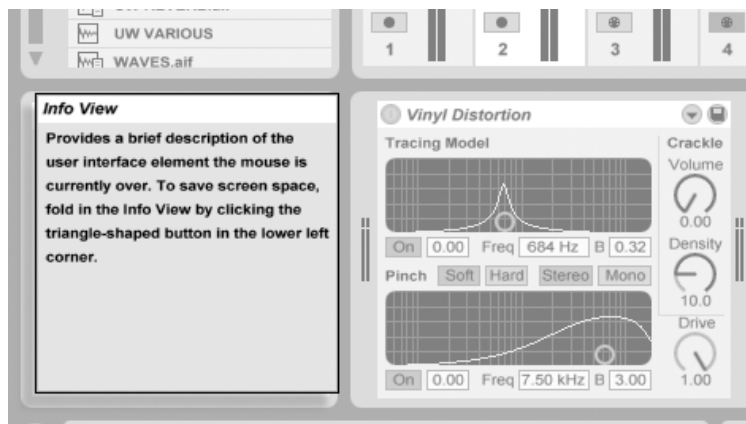 UW VARIOUS
WAVES.aif
1 2 3 4
Info View
Provides a brief description of the
user interface element the mouse is
currently over. To save screen space,
fold in the Info View by clicking the
triangle-shaped button in the lower left
corner.
Vinyl Distortion
Tracing Model
Crackle
Volume
0.00
On 0.00 Freq 684 Hz B 0.32
Density
10.0
Pinch Soft Hard Stereo Mono
Drive
1.00
On 0.00 Freq 7.50 kHz B 3.00